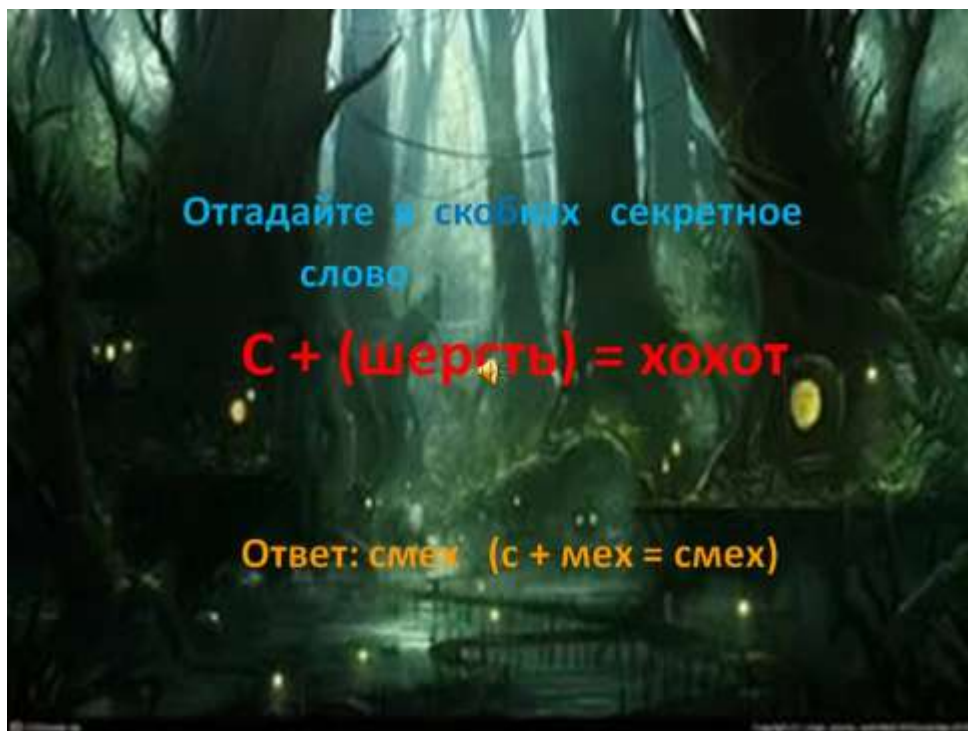 Отгадайте в скобках секретное
слово
С + (шерсть) = хохот
Ответ: смех (с + мех = смех)